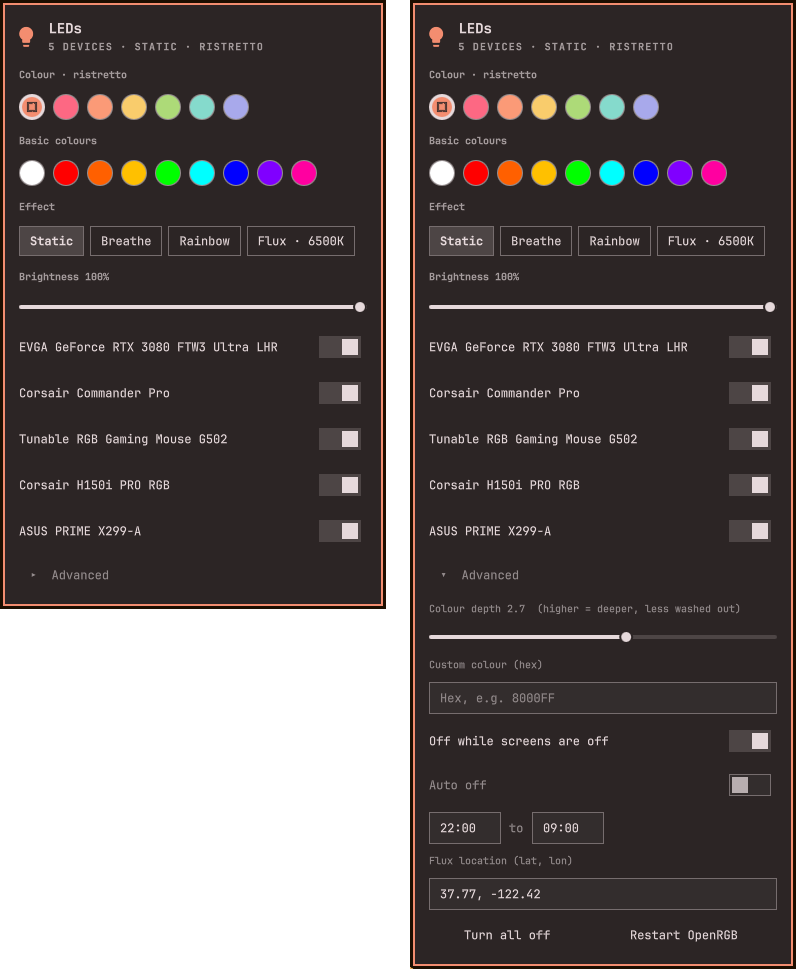 LEDs
5 DEVICES · STATIC · RISTRETTO
Colour · ristretto
Basic colours
Effect
Static Breathe Rainbow Flux · 6500K
Brightness 100%
EVGA GeForce RTX 3080 FTW3 Ultra LHR
Corsair Commander Pro
Tunable RGB Gaming Mouse G502
Corsair H150i PRO RGB
ASUS PRIME X299-A
▸ Advanced
LEDs
5 DEVICES · STATIC · RISTRETTO
Colour · ristretto
Basic colours
Effect
Static Breathe Rainbow Flux · 6500K
Brightness 100%
EVGA GeForce RTX 3080 FTW3 Ultra LHR
Corsair Commander Pro
Tunable RGB Gaming Mouse G502
Corsair H150i PRO RGB
ASUS PRIME X299-A
▾ Advanced
Colour depth 2.7 (higher = deeper, less washed out)
Custom colour (hex)
Hex, e.g. 8000FF
Off while screens are off
Auto off
22:00 to 09:00
Flux location (lat, lon)
37.77, -122.42
Turn all off Restart OpenRGB